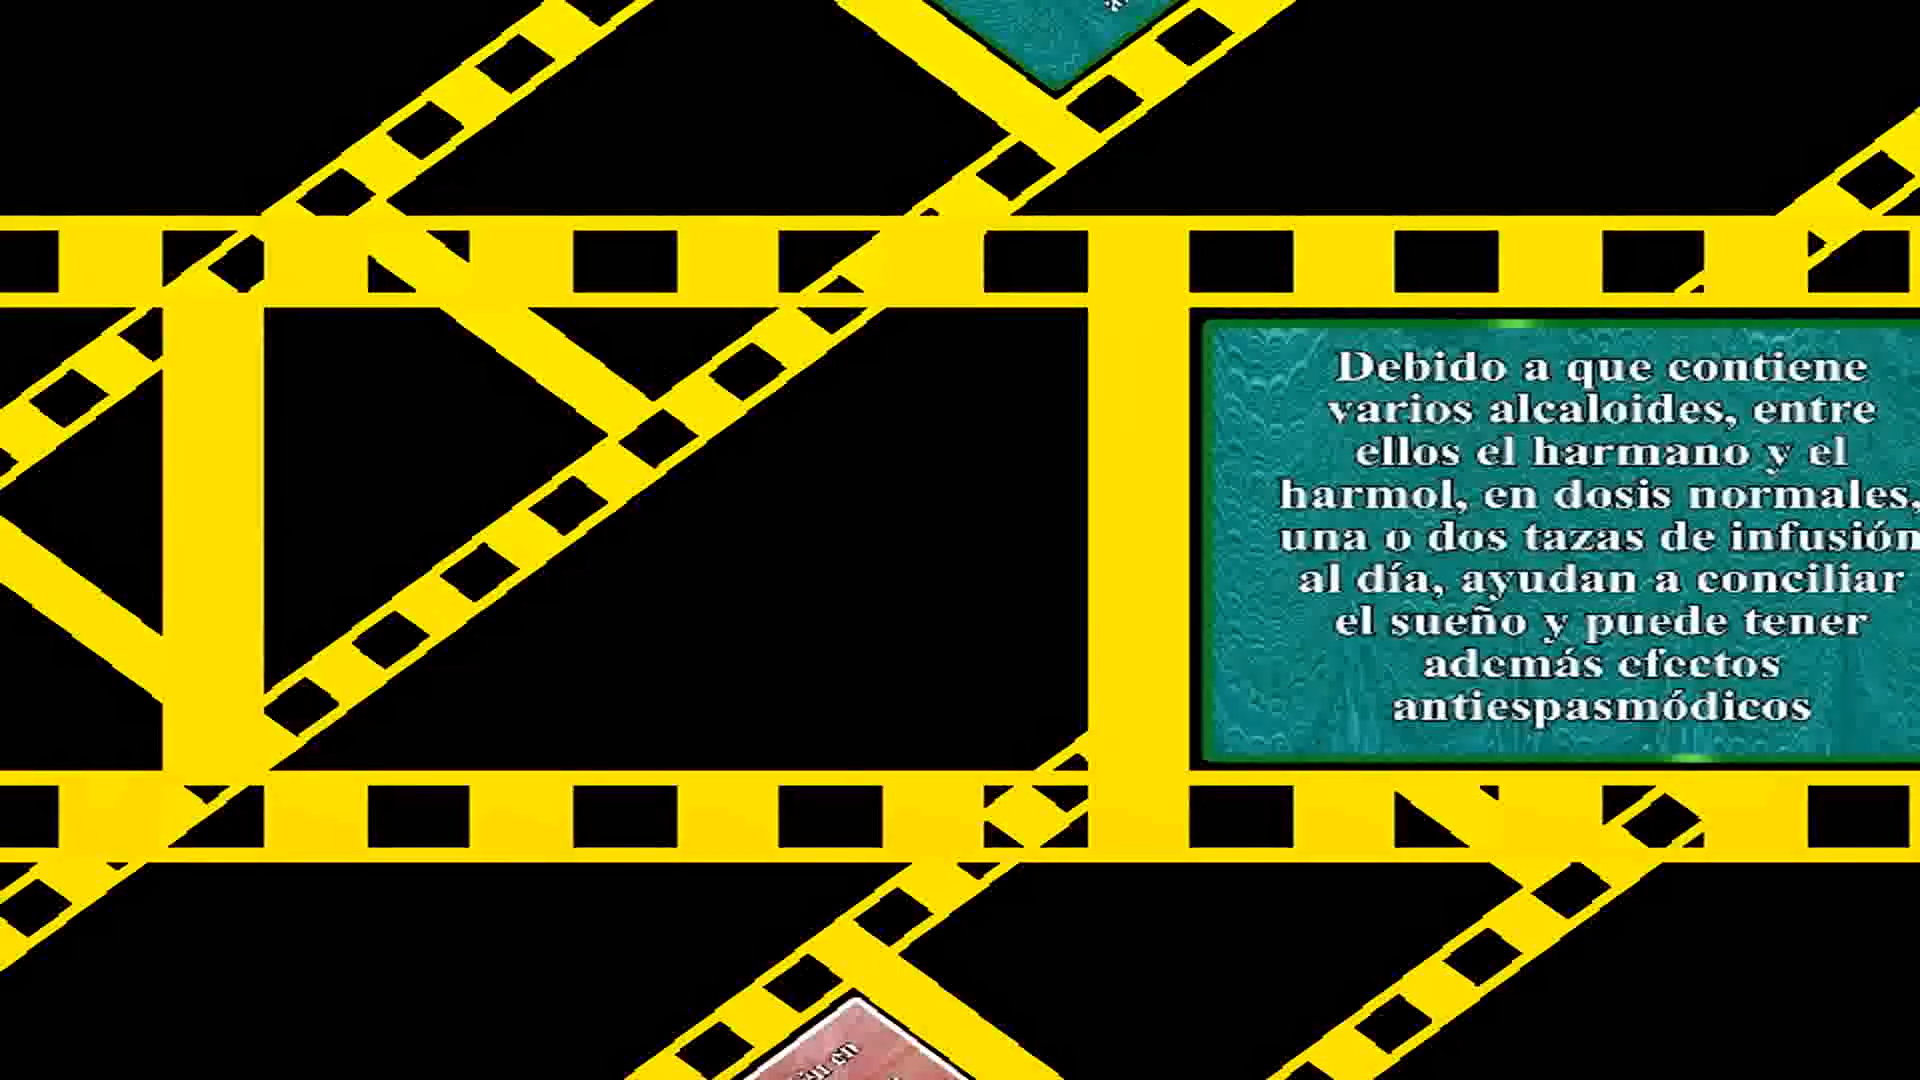 Debido a que contiene
varios alcaloides, entre
ellos el harmano y el
harmol, en dosis normales,
una o dos tazas de infusión
al día, ayudan a conciliar
el sueño y puede tener
además efectos
antiespasmódicos
en